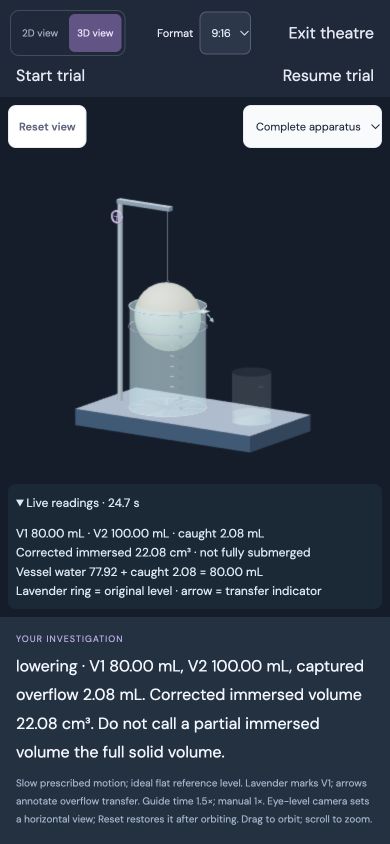 2D view 3D view Format 9:16 Exit theatre
Start trial Resume trial
Reset view Complete apparatus
▼ Live readings · 24.7 s
V1 80.00 mL · V2 100.00 mL · caught 2.08 mL
Corrected immersed 22.08 cm³ · not fully submerged
Vessel water 77.92 + caught 2.08 = 80.00 mL
Lavender ring = original level · arrow = transfer indicator
YOUR INVESTIGATION
lowering · V1 80.00 mL, V2 100.00 mL, captured
overflow 2.08 mL. Corrected immersed volume
22.08 cm³. Do not call a partial immersed
volume the full solid volume.
Slow prescribed motion; ideal flat reference level. Lavender marks V1; arrows
annotate overflow transfer. Guide time 1.5×; manual 1×. Eye-level camera sets
a horizontal view; Reset restores it after orbiting. Drag to orbit; scroll to zoom.